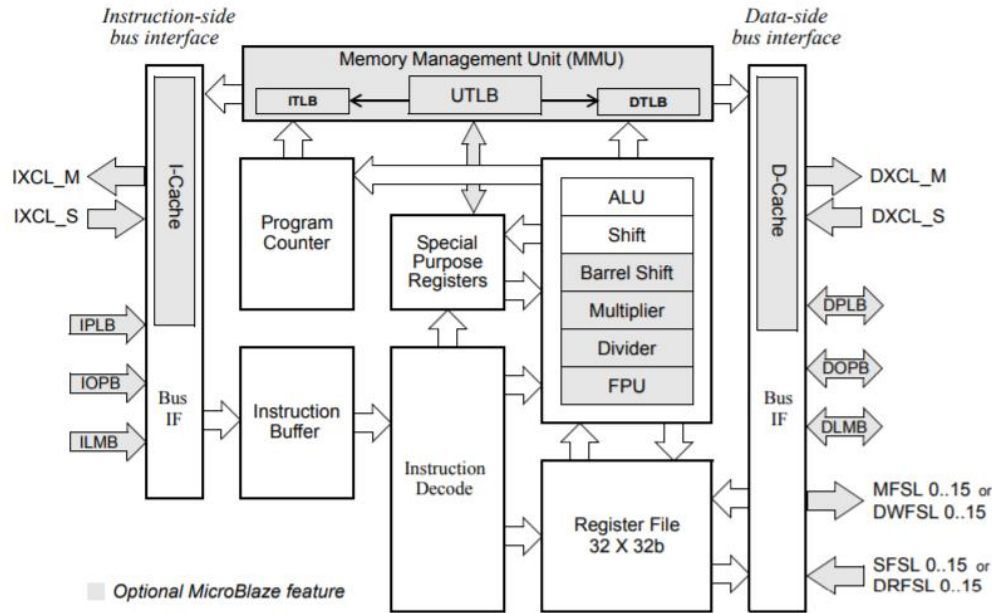 Instruction-side
bus interface
Data-side
bus interface
Memory Management Unit (MMU)
ITLB
UTLB
DTLB
IXCL_M
IXCL_S
I-Cache
Program
Counter
Special
Purpose
Registers
ALU
Shift
Barrel Shift
Multiplier
Divider
FPU
D-Cache
DXCL_M
DXCL_S
IPLB
IOPB
ILMB
Bus
IF
Instruction
Buffer
Instruction
Decode
Register File
32 X 32b
Bus
IF
DPLB
DOPB
DLMB
MFSL 0..15 or
DWFSL 0..15
SFSL 0..15 or
DRFSL 0..15
Optional MicroBlaze feature